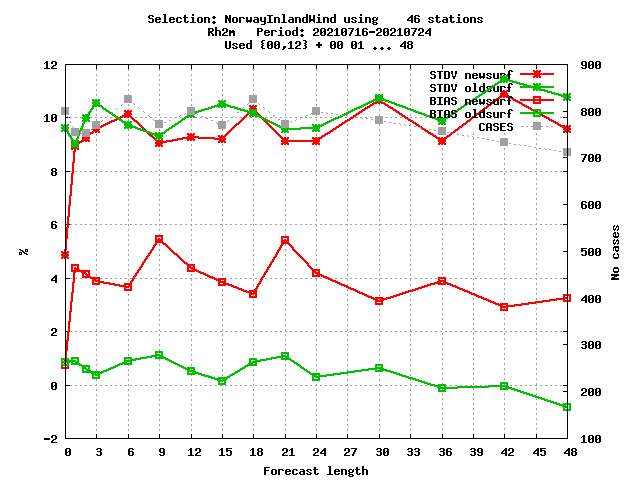 Selection: NorwayInlandWind using    46 stations
Rh2m   Period: 20210716-20210724
Used {00,12} + 00 01 ... 48
STDV newsurf
STDV oldsurf
BIAS newsurf
BIAS oldsurf
CASES
12
10
8
6
4
2
0
-2
%
900
800
700
600
500
400
300
200
100
No cases
0 3 6 9 12 15 18 21 24 27 30 33 36 39 42 45 48
Forecast length